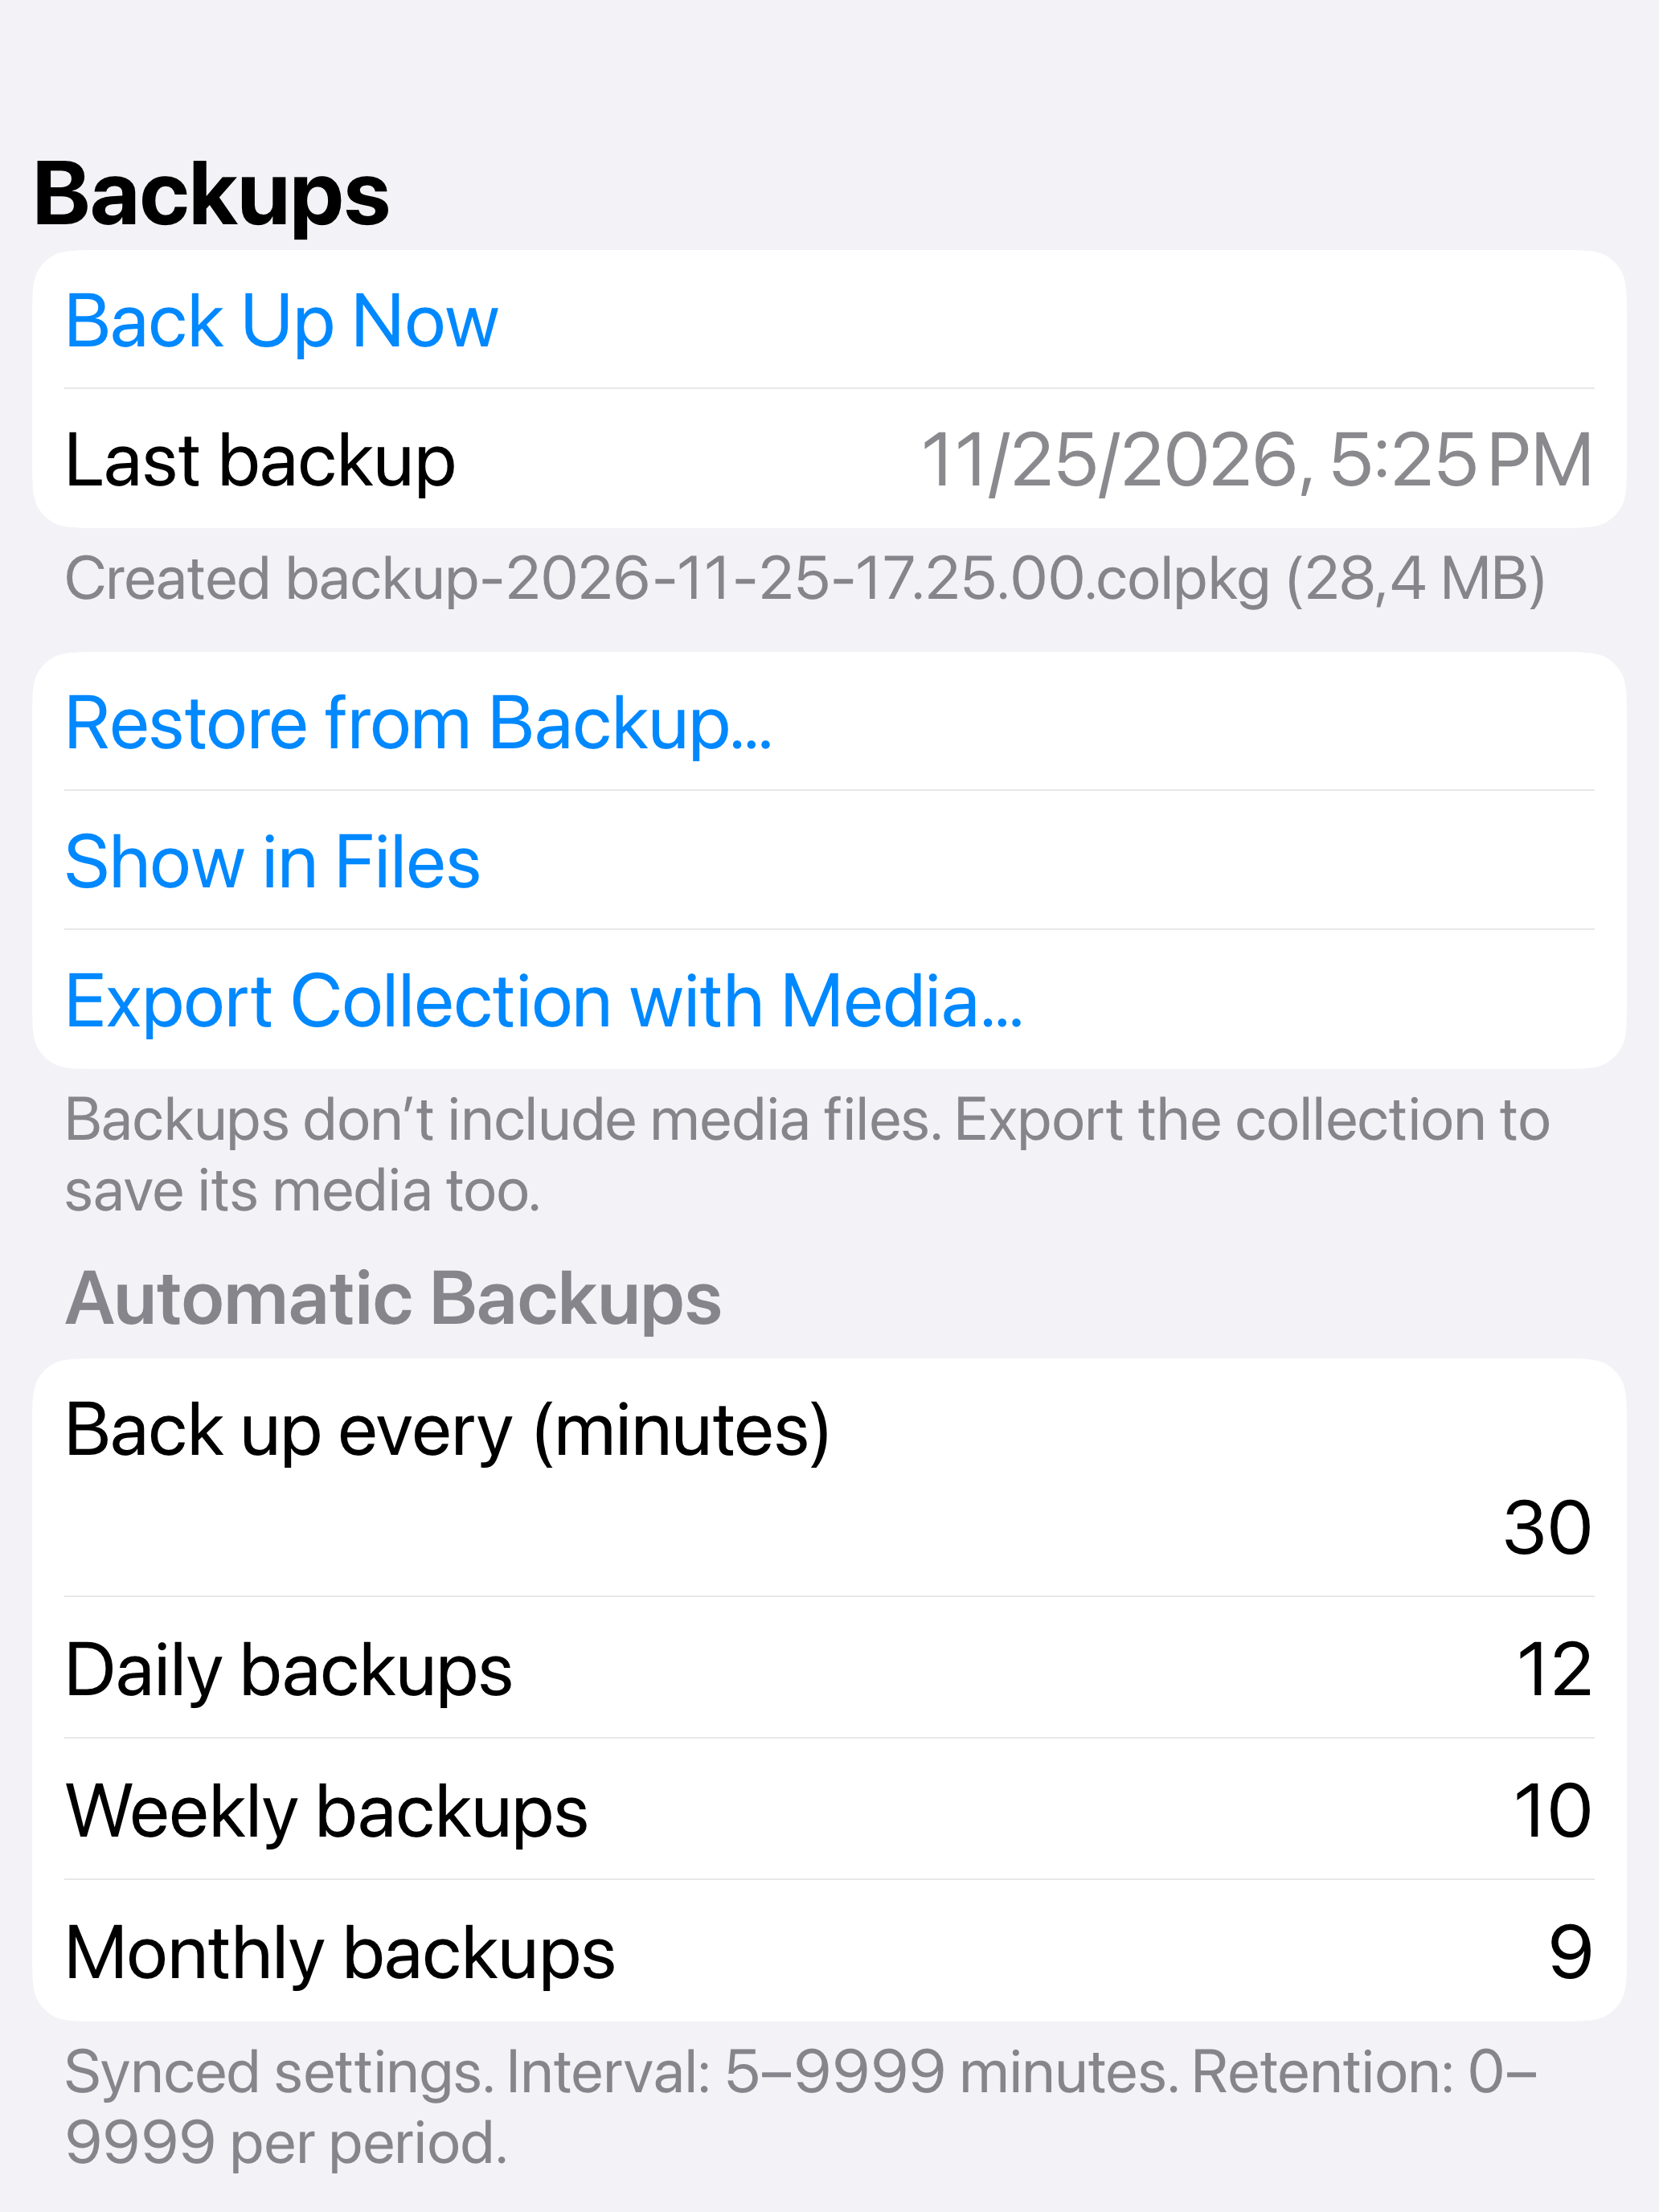 Backups
Back Up Now
Last backup 11/25/2026, 5:25 PM
Created backup-2026-11-25-17.25.00.colpkg (28,4 MB)
Restore from Backup...
Show in Files
Export Collection with Media...
Backups don’t include media files. Export the collection to
save its media too.
Automatic Backups
Back up every (minutes)
30
Daily backups 12
Weekly backups 10
Monthly backups 9
Synced settings. Interval: 5–9999 minutes. Retention: 0–
9999 per period.